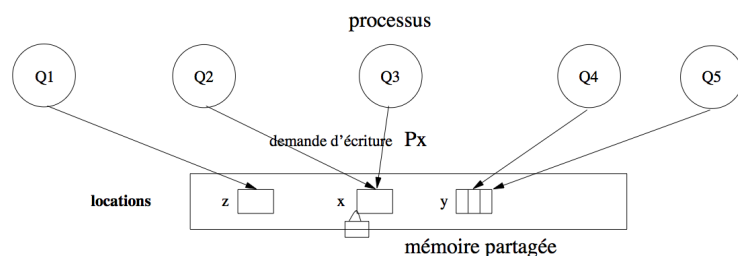 processus
Q1 Q2 Q3 Q4 Q5
demande d'écriture Px
locations z x y
mémoire partagée